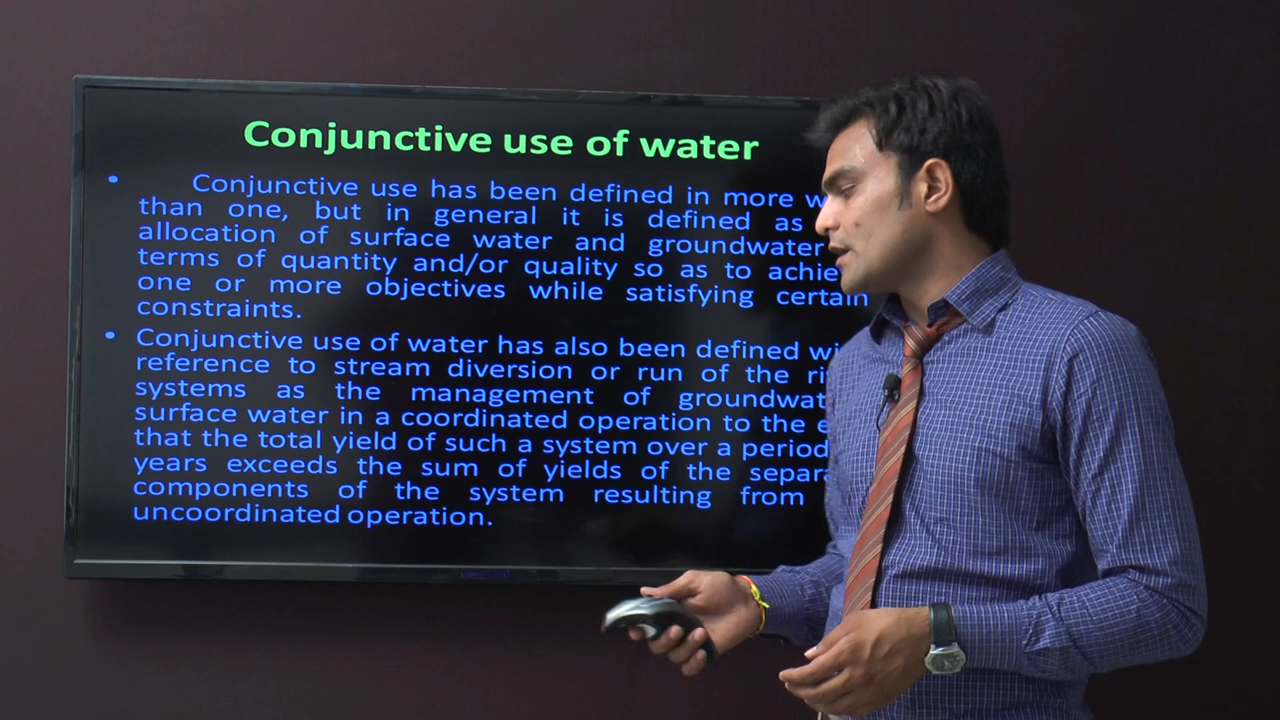 Conjunctive use of water
• Conjunctive use has been defined in more
than one, but in general it is defined as
allocation of surface water and groundwater
terms of quantity and/or quality so as to
one or more objectives while satisfying certain
constraints.
• Conjunctive use of water has also been defined
reference to stream diversion or run of the
systems as the management of
surface water in a coordinated operation to the
that the total yield of such a system over a period
years exceeds the sum of yields of the
components of the system resulting from
uncoordinated operation.